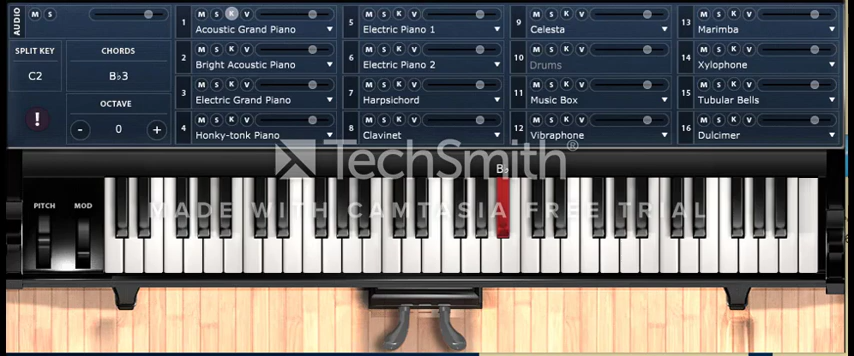 AUDIO
M S
SPLIT KEY
C2
!
CHORDS
B♭3
OCTAVE
- 0 +
1 M S K V
Acoustic Grand Piano
2 M S K V
Bright Acoustic Piano
3 M S K V
Electric Grand Piano
4 M S K V
Honky-tonk Piano
5 M S K V
Electric Piano 1
6 M S K V
Electric Piano 2
7 M S K V
Harpsichord
8 M S K V
Clavinet
9 M S K V
Celesta
10 M S K V
Drums
11 M S K V
Music Box
12 M S K V
Vibraphone
13 M S K V
Marimba
14 M S K V
Xylophone
15 M S K V
Tubular Bells
16 M S K V
Dulcimer
TechSmith®
B♭
PITCH MOD
MADE WITH CAMTASIA FREE TRIAL